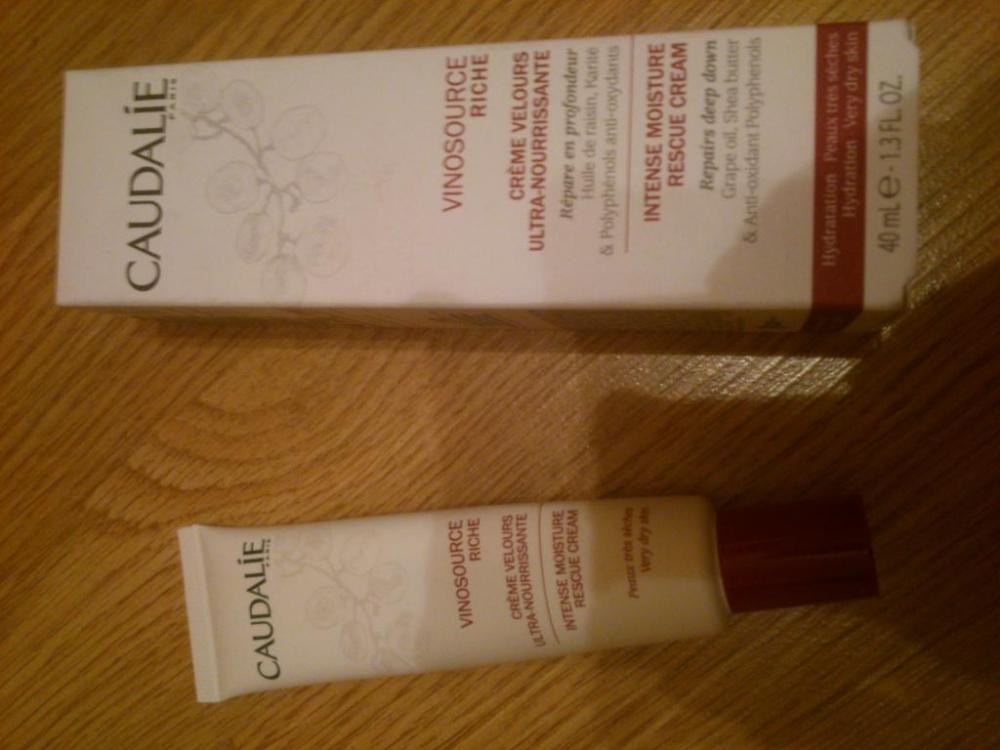 CAUDALÍE
PARIS
VINOSOURCE
RICHE
CRÈME VELOURS
ULTRA-NOURRISSANTE
Répare en profondeur
Huile de raisin, Karité
& Polyphénols anti-oxydants
INTENSE MOISTURE
RESCUE CREAM
Repairs deep down
Grape oil, Shea butter
& Anti-oxidant Polyphenols
Hydratation · Peaux très sèches
Hydration · Very dry skin
40 mL e - 1.3 FL.OZ.
CAUDALÍE
PARIS
VINOSOURCE
RICHE
CRÈME VELOURS
ULTRA-NOURRISSANTE
INTENSE MOISTURE
RESCUE CREAM
Peaux très sèches
Very dry skin